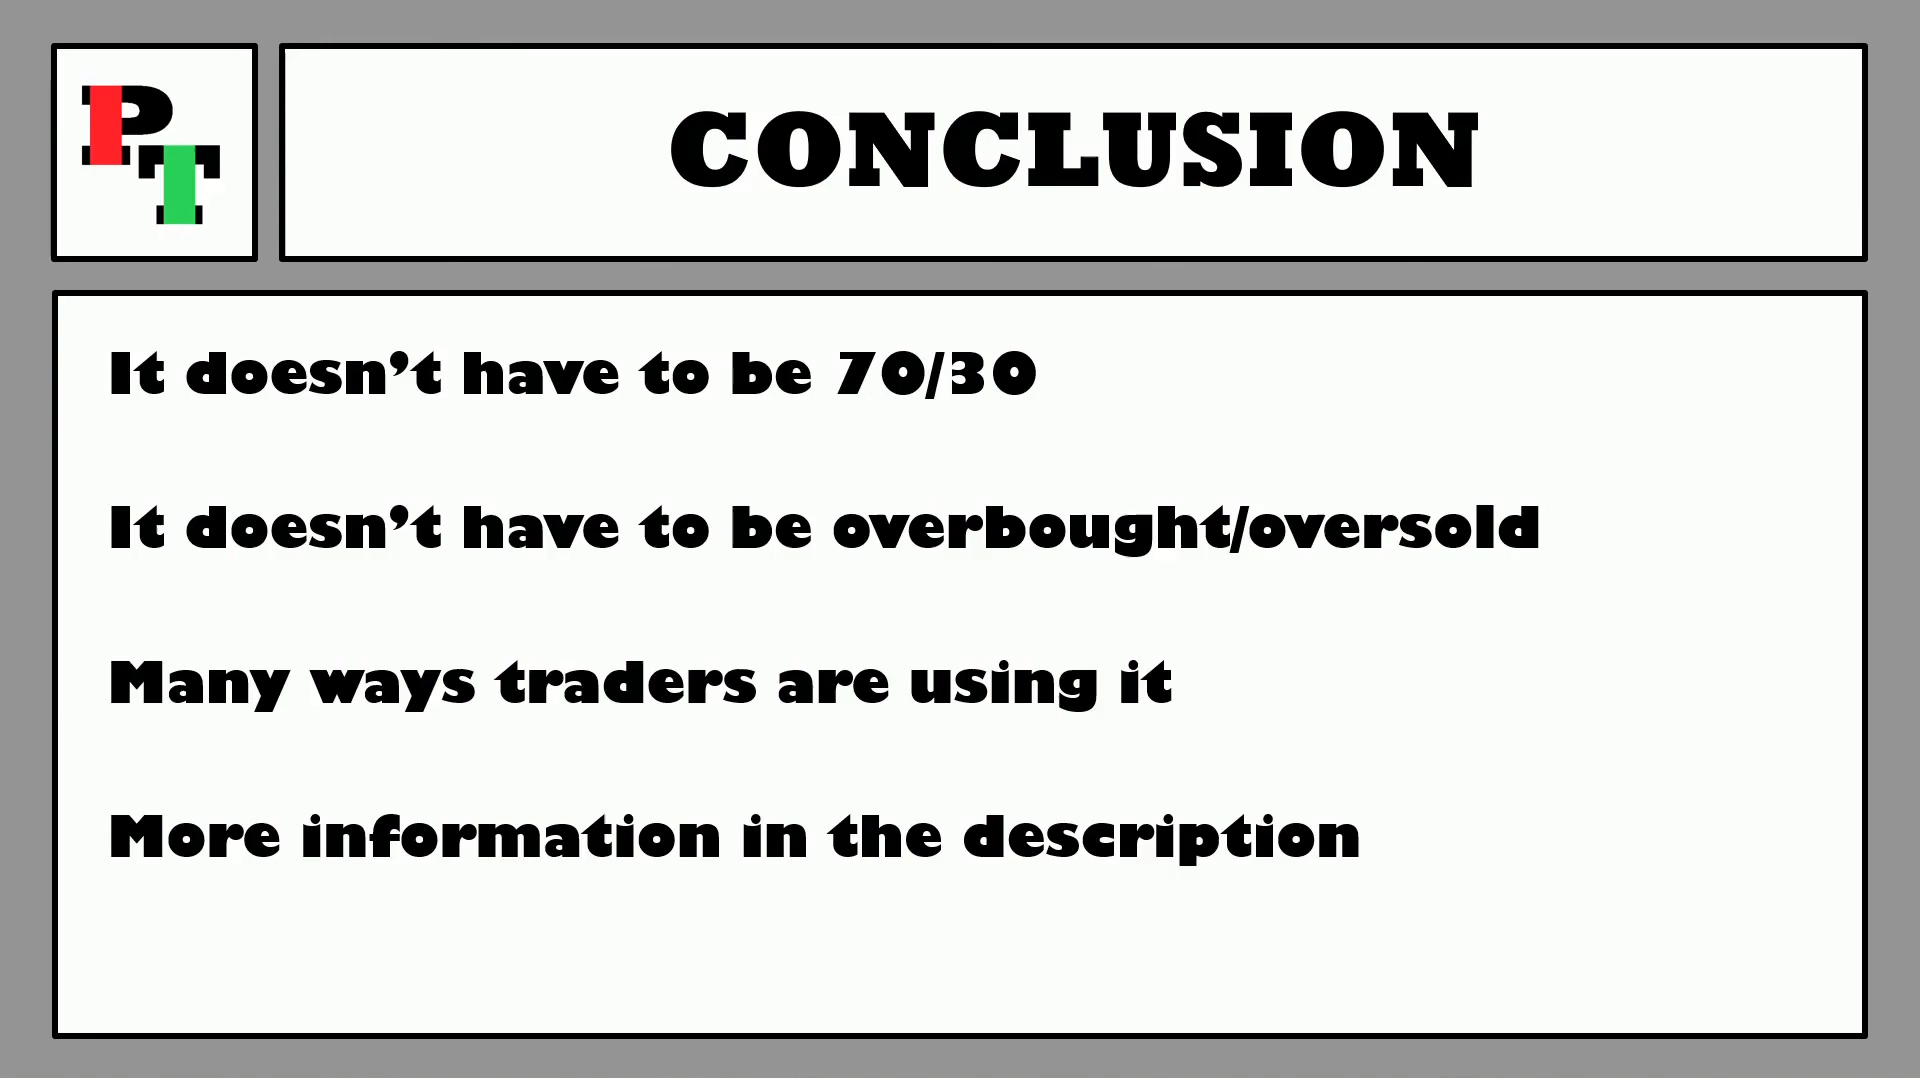 PT
CONCLUSION
It doesn’t have to be 70/30
It doesn’t have to be overbought/oversold
Many ways traders are using it
More information in the description